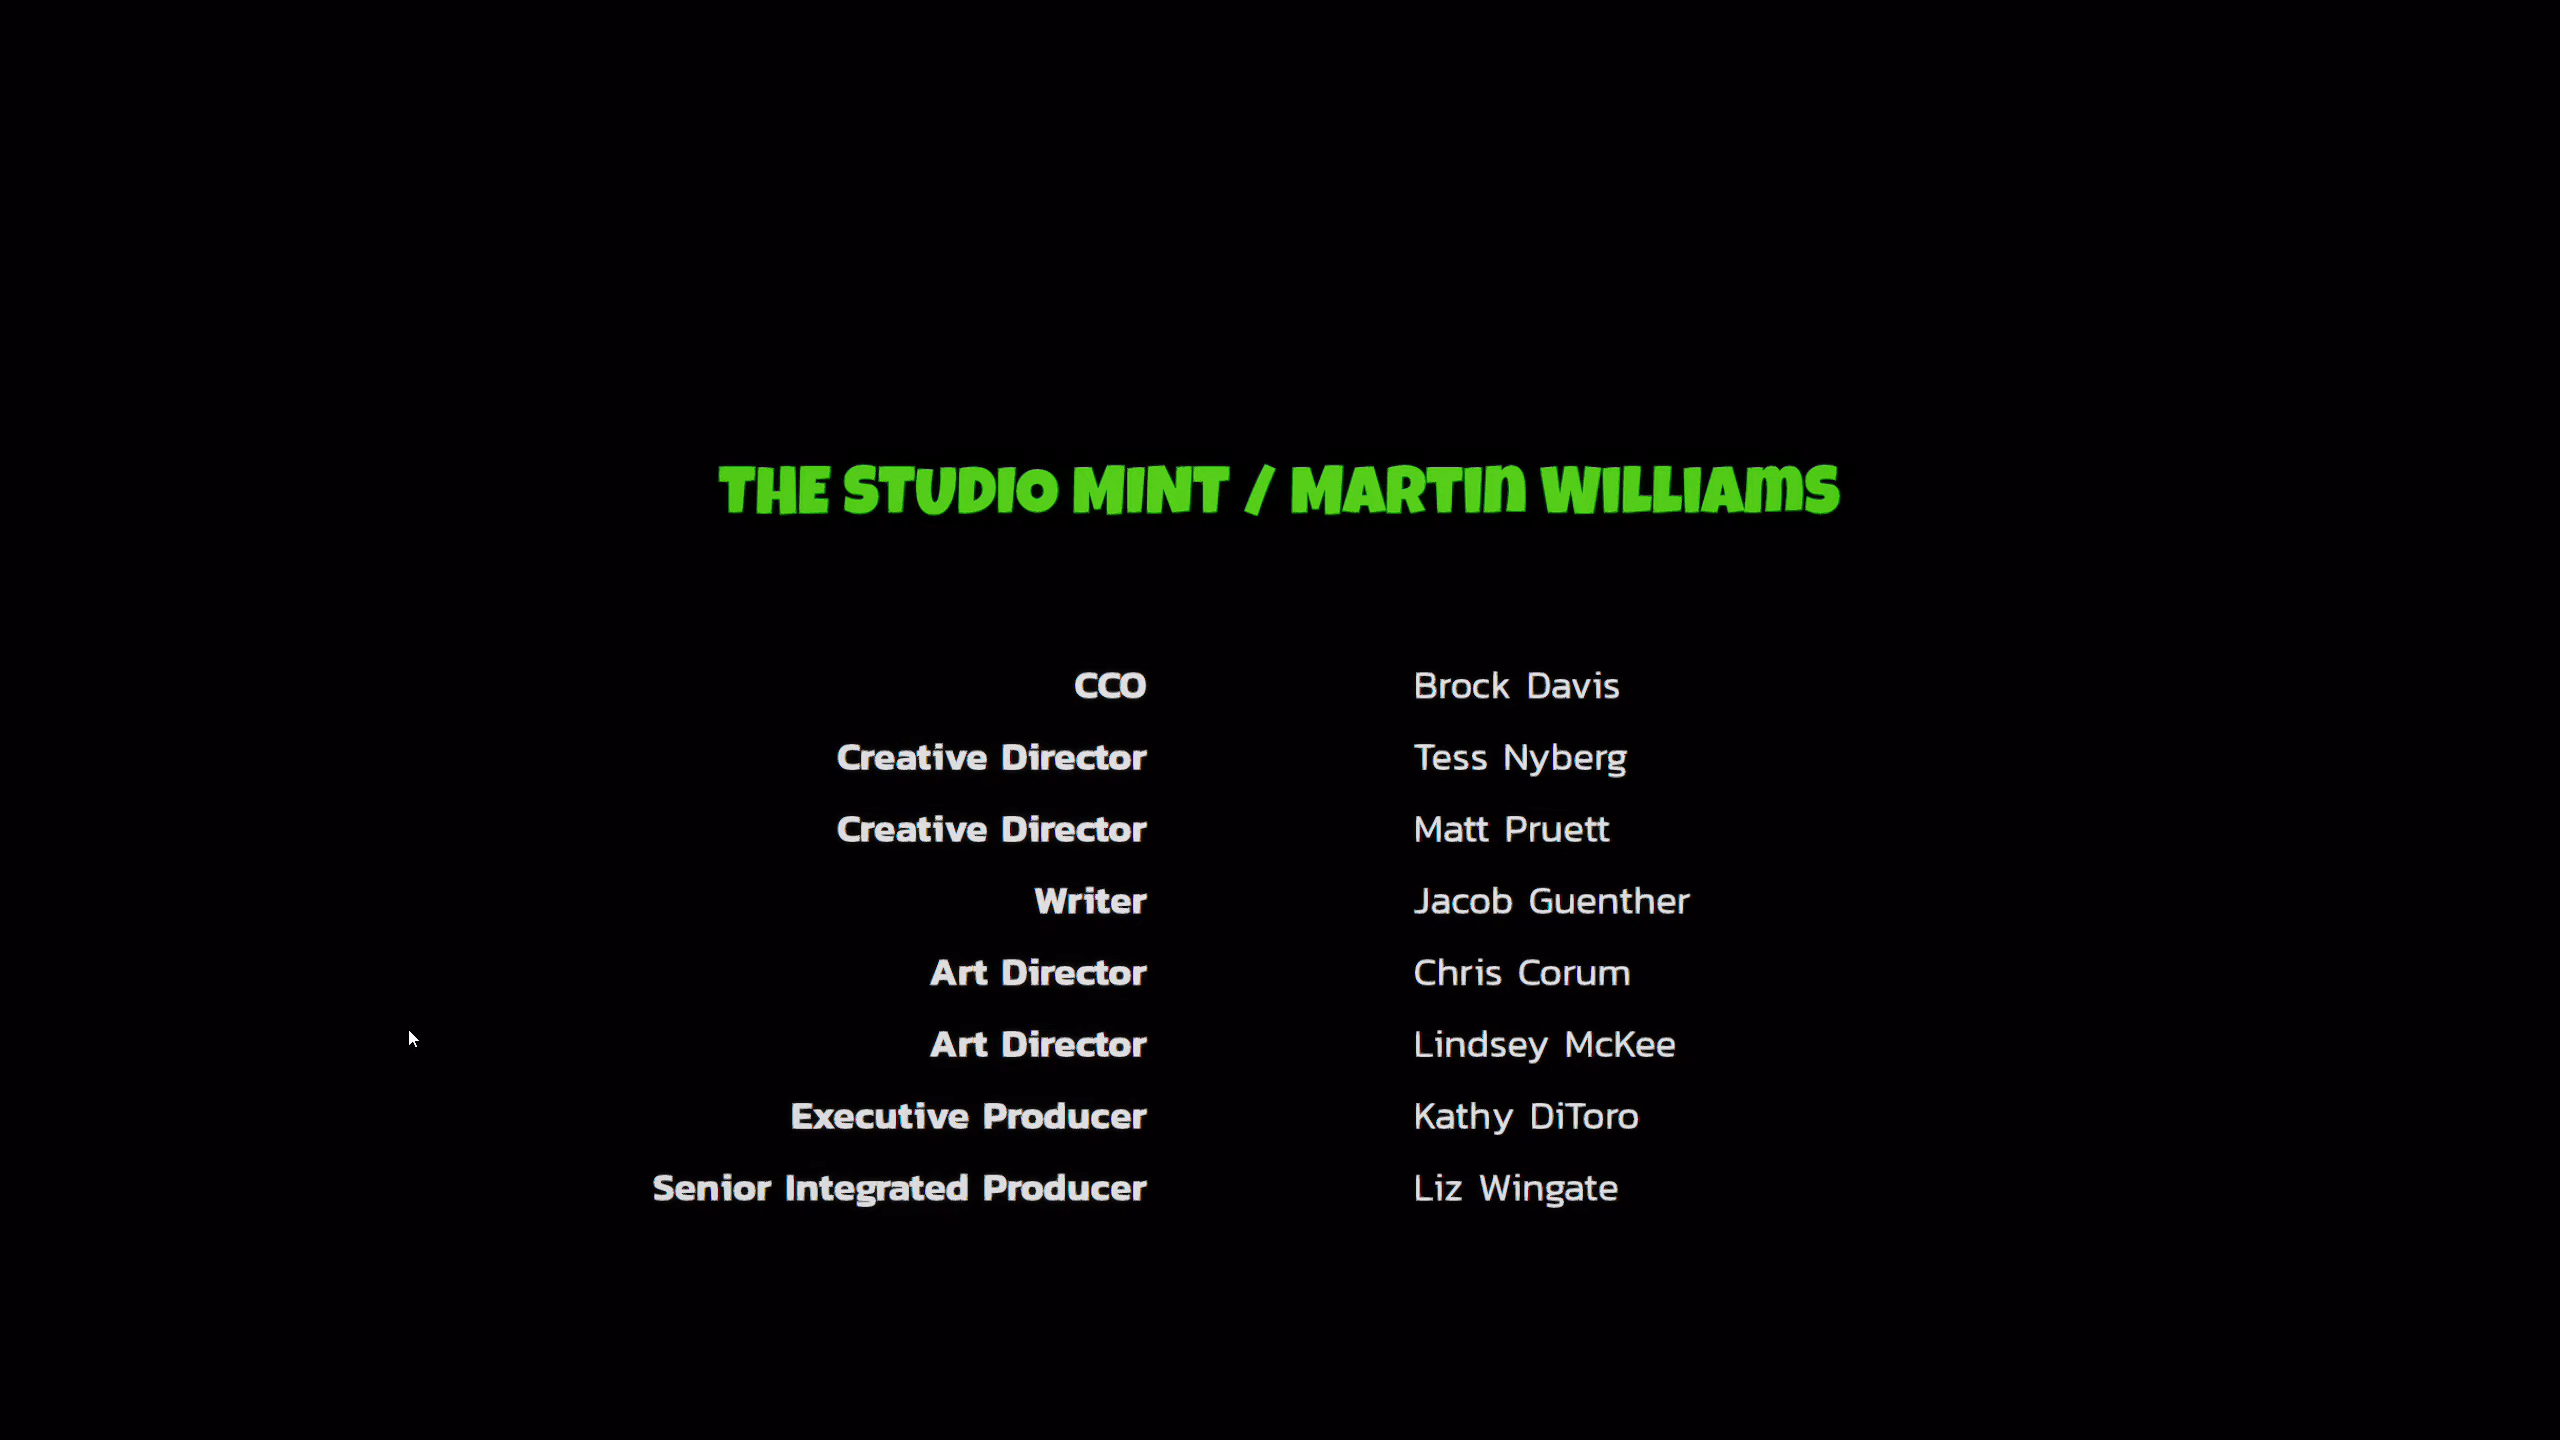 THE STUDIO MINT / MARTIN WILLIAMS
CCO Brock Davis
Creative Director Tess Nyberg
Creative Director Matt Pruett
Writer Jacob Guenther
Art Director Chris Corum
Art Director Lindsey McKee
Executive Producer Kathy DiToro
Senior Integrated Producer Liz Wingate